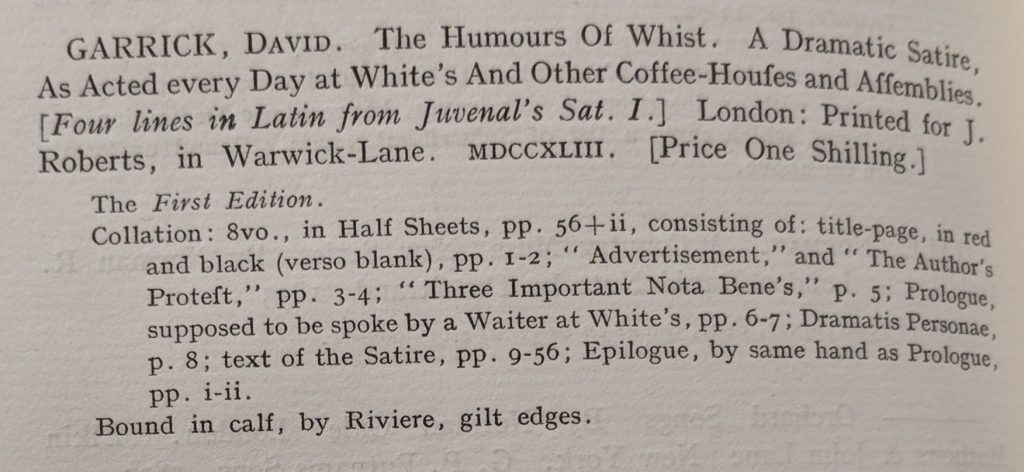 GARRICK, DAVID. The Humours Of Whist. A Dramatic Satire,
As Acted every Day at White's And Other Coffee-Houſes and Aſſemblies.
[Four lines in Latin from Juvenal's Sat. I.] London: Printed for J.
Roberts, in Warwick-Lane. MDCCXLIII. [Price One Shilling.]
The First Edition.
Collation: 8vo., in Half Sheets, pp. 56+ii, consisting of: title-page, in red
and black (verso blank), pp. 1-2; "Advertisement," and "The Author's
Proteſt," pp. 3-4; "Three Important Nota Bene's," p. 5; Prologue,
supposed to be spoke by a Waiter at White's, pp. 6-7; Dramatis Personae,
p. 8; text of the Satire, pp. 9-56; Epilogue, by same hand as Prologue,
pp. i-ii.
Bound in calf, by Riviere, gilt edges.